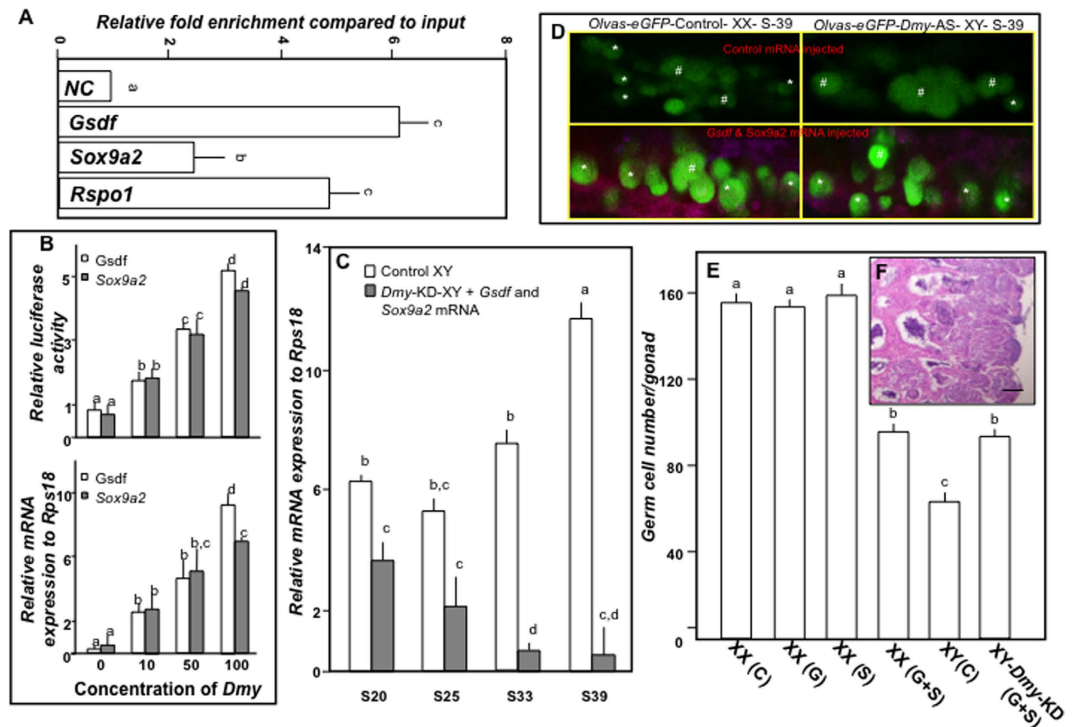 A
Relative fold enrichment compared to input
0 2 4 6 8
NC a
Gsdf c
Sox9a2 b
Rspo1 c
D
Olvas-eGFP-Control- XX- S-39
Olvas-eGFP-Dmy-AS- XY- S-39
Control mRNA injected
* * * # # *
# # # *
Gsdf & Sox9a2 mRNA injected
* * # * *
# * * * *
B
Gsdf
Sox9a2
Relative luciferase
activity
5
1
0
a a b b c c d d
Gsdf
Sox9a2
Relative mRNA
expression to Rps18
10
6
2
0
a a b b b b,c d c
0 10 50 100
Concentration of Dmy
C
Control XY
Dmy-KD-XY + Gsdf and
Sox9a2 mRNA
Relative mRNA expression to Rps18
14
10
6
2
0
b c b,c c b d a c,d
S20 S25 S33 S39
E
F
Germ cell number/gonad
160
120
80
40
0
a a a b c b
XX (C)
XX (G)
XX (S)
XX (G+S)
XY(C)
XY-Dmy-KD
(G+S)